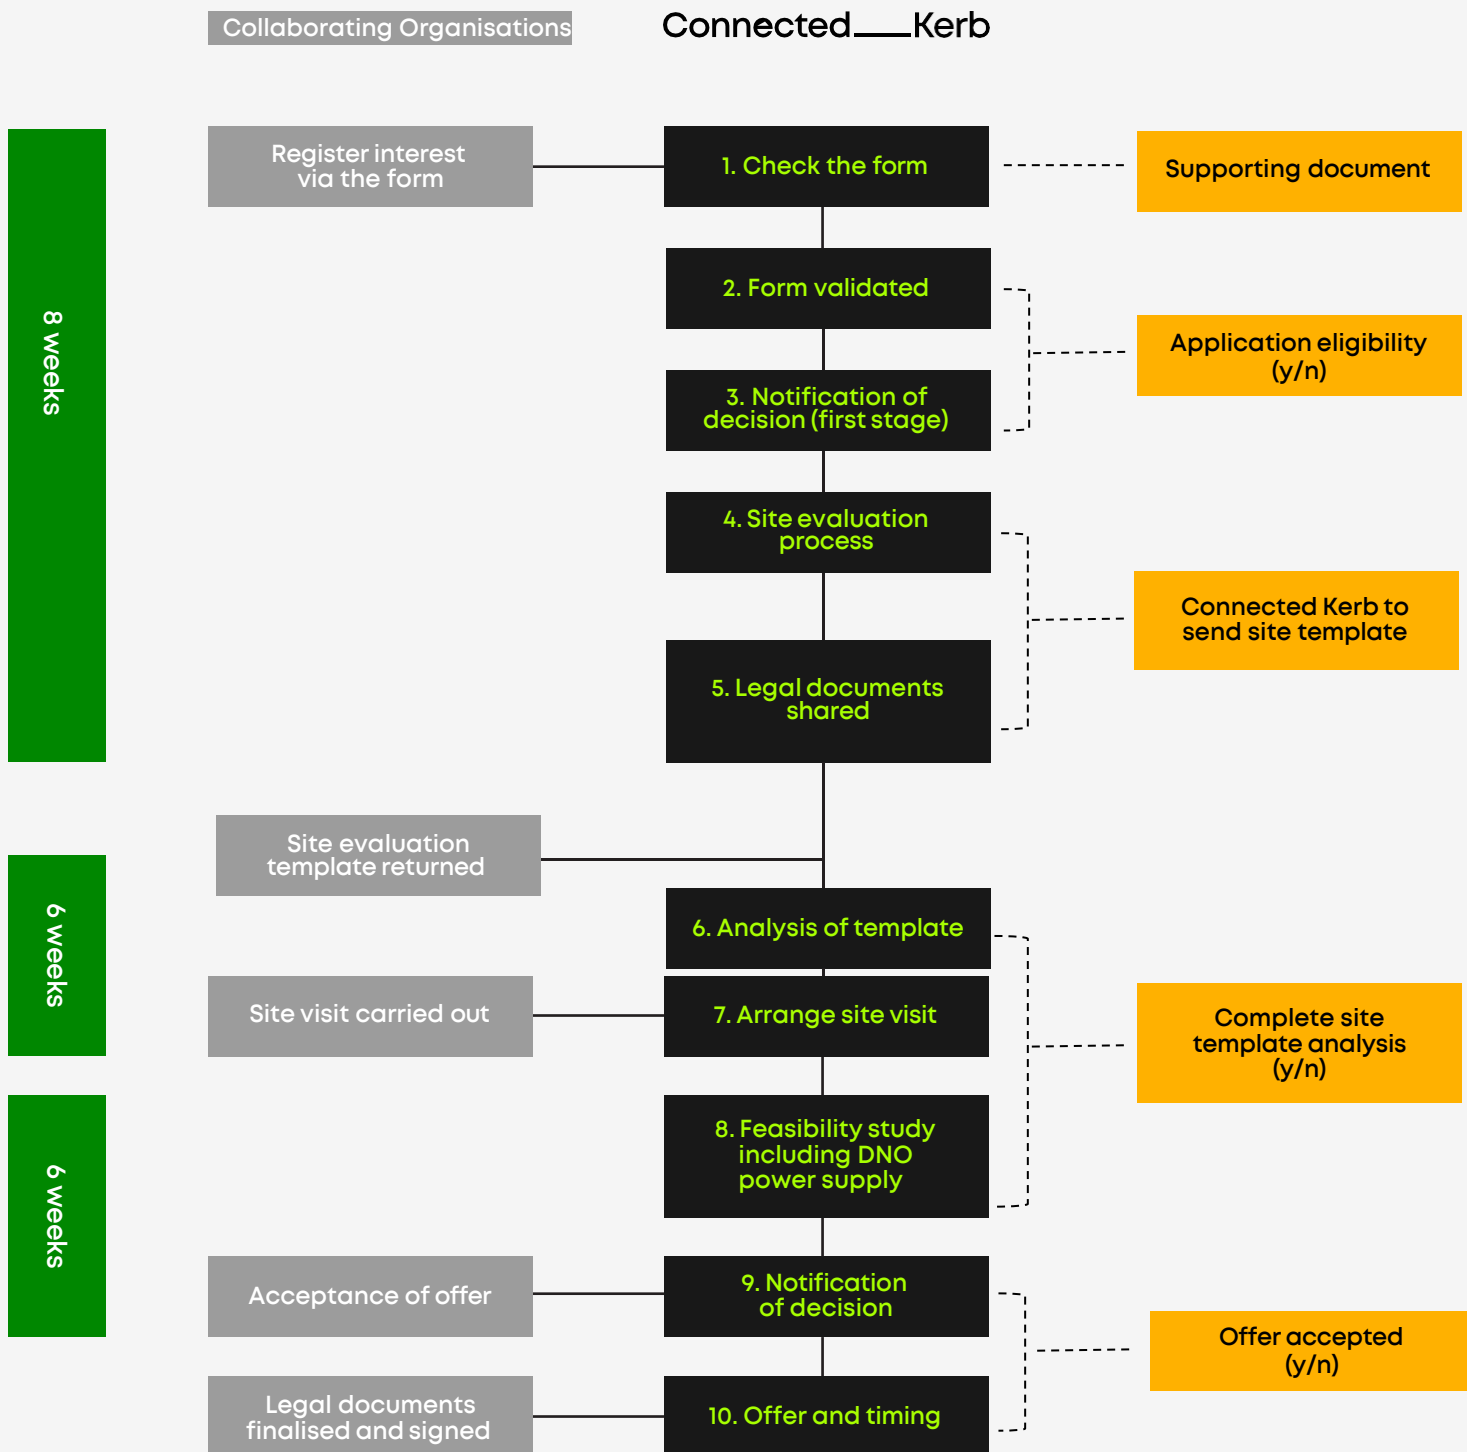 Collaborating Organisations
Connected__Kerb
8 weeks
Register interest
via the form
1. Check the form
Supporting document
2. Form validated
Application eligibility
(y/n)
3. Notification of
decision (first stage)
4. Site evaluation
process
Connected Kerb to
send site template
5. Legal documents
shared
Site evaluation
template returned
6 weeks
6. Analysis of template
Site visit carried out
7. Arrange site visit
Complete site
template analysis
(y/n)
6 weeks
8. Feasibility study
including DNO
power supply
Acceptance of offer
9. Notification
of decision
Offer accepted
(y/n)
Legal documents
finalised and signed
10. Offer and timing